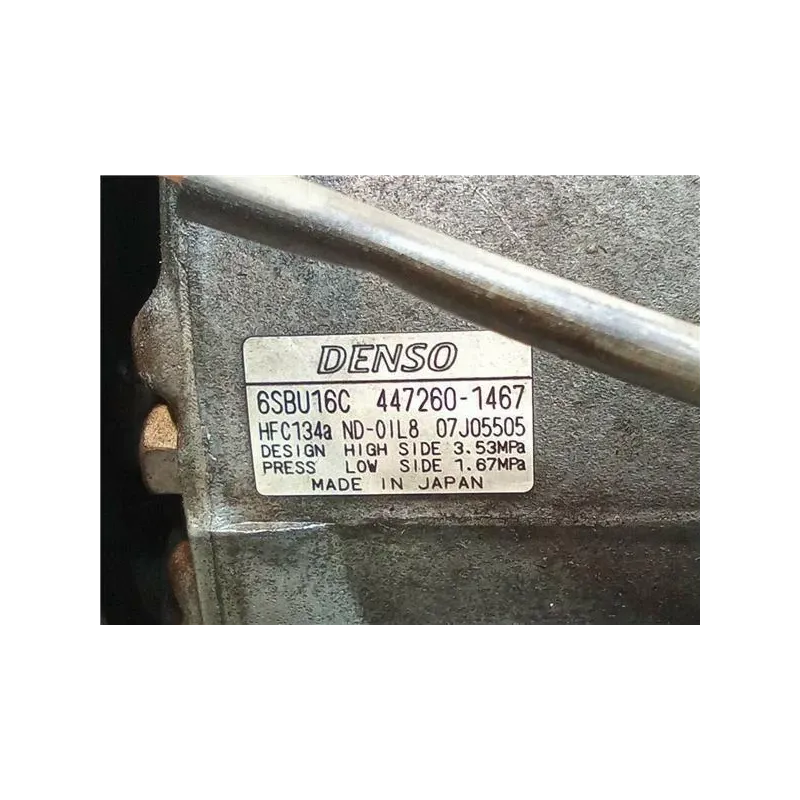 DENSO
6SBU16C 447260-1467
HFC134a ND-OIL8 07J05505
DESIGN HIGH SIDE 3.53MPa
PRESS LOW SIDE 1.67MPa
MADE IN JAPAN